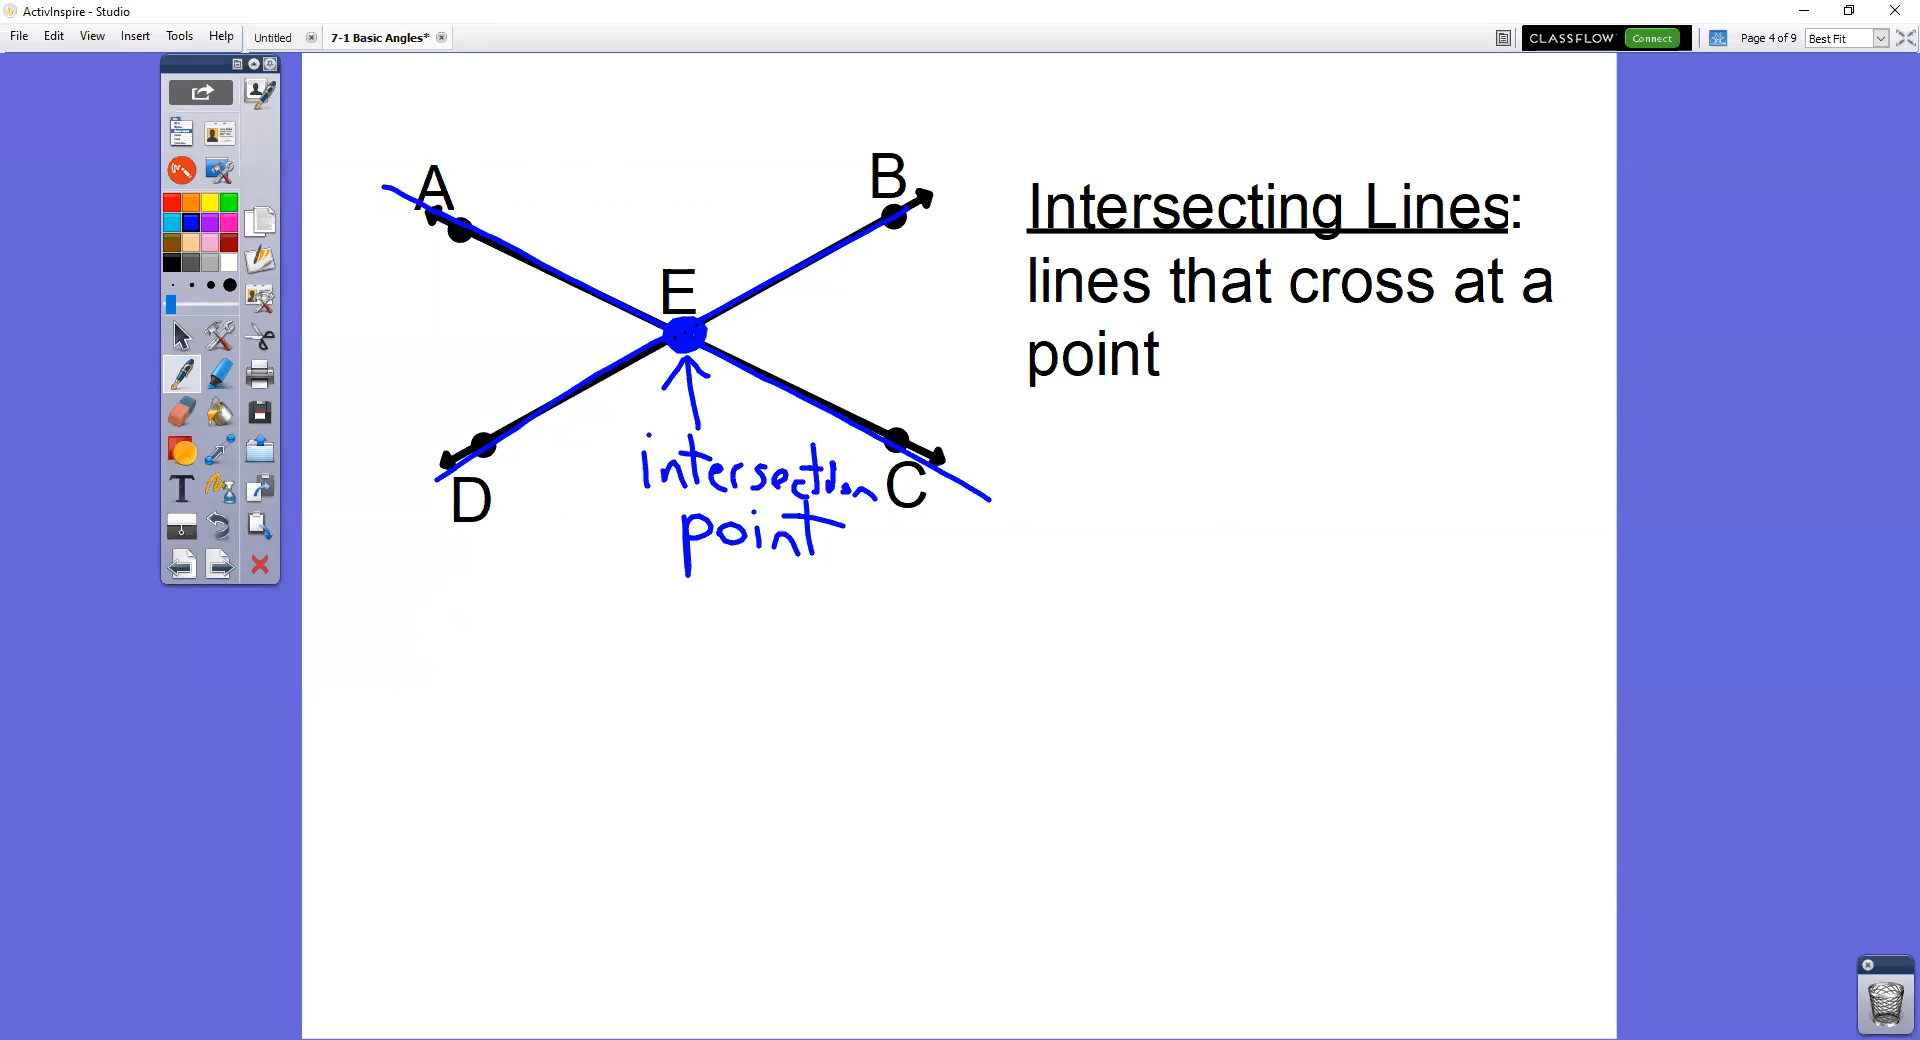 ActivInspire - Studio
File Edit View Insert Tools Help
Untitled 7-1 Basic Angles*
CLASSFLOW Connect
Page 4 of 9 Best Fit
A
B
E
D
C
intersection
point
Intersecting Lines:
lines that cross at a
point
T